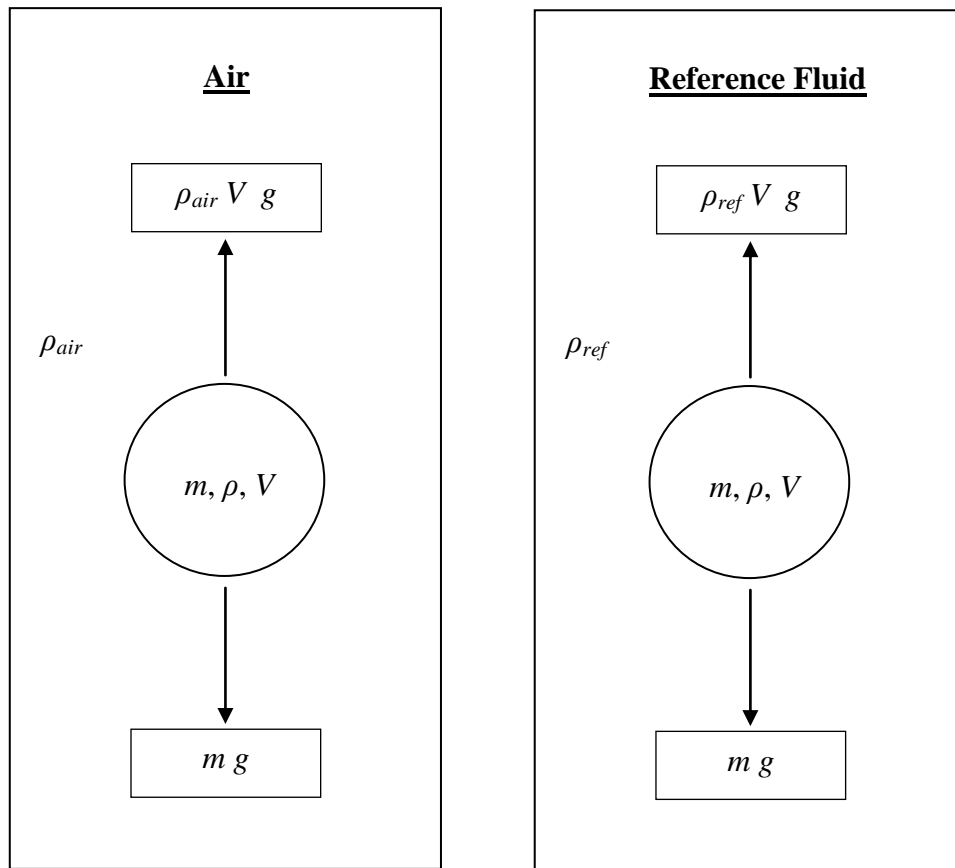 Air
ρair V g
ρair
m, ρ, V
m g
Reference Fluid
ρref V g
ρref
m, ρ, V
m g